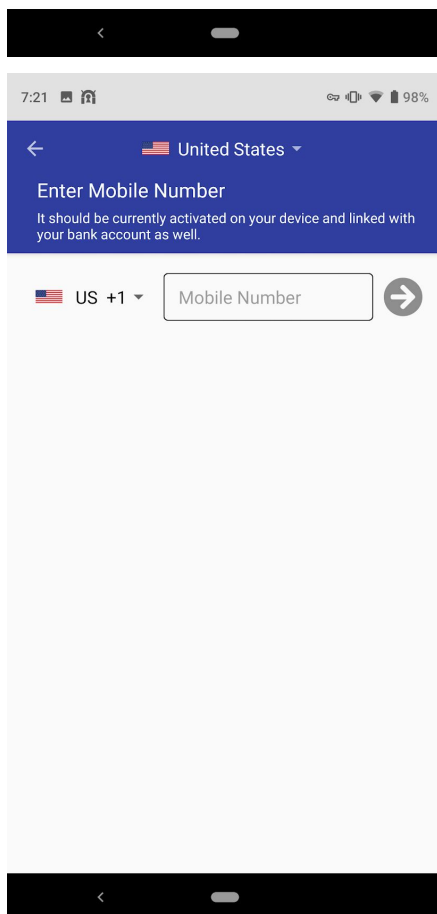 7:21 98%
United States
Enter Mobile Number
It should be currently activated on your device and linked with
your bank account as well.
US +1 Mobile Number